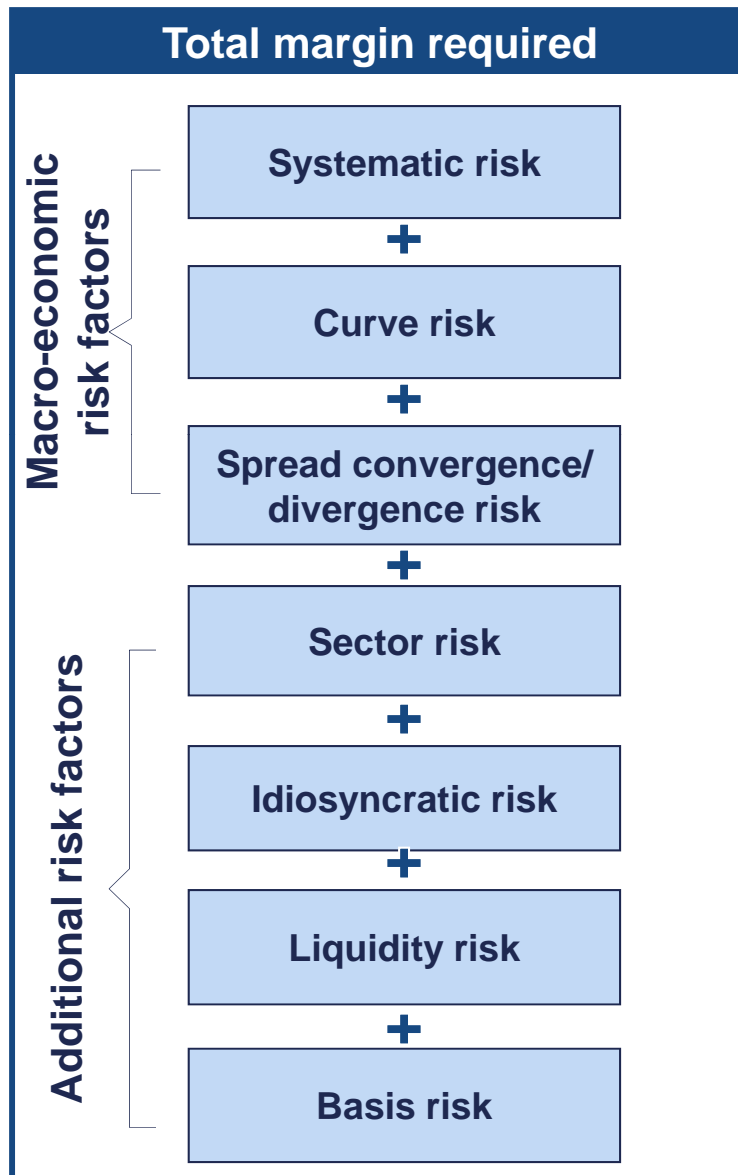 Total margin required
Macro-economic
risk factors
Systematic risk
+
Curve risk
+
Spread convergence/
divergence risk
+
Additional risk factors
Sector risk
+
Idiosyncratic risk
+
Liquidity risk
+
Basis risk